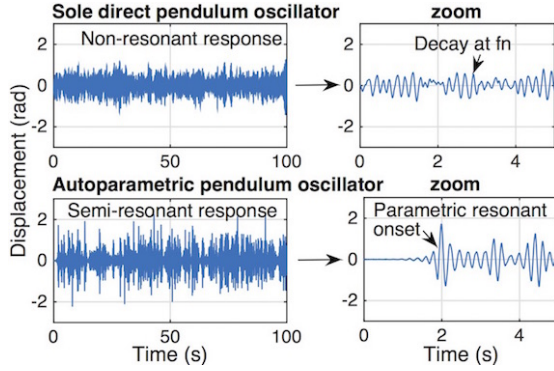 Sole direct pendulum oscillator
zoom
Non-resonant response
Decay at fn
2
0
-2
0
50
100
2
0
-2
0
2
4
Displacement (rad)
Autoparametric pendulum oscillator
zoom
Semi-resonant response
Parametric resonant
onset
2
0
-2
0
50
100
2
0
-2
0
2
4
Time (s)
Time (s)